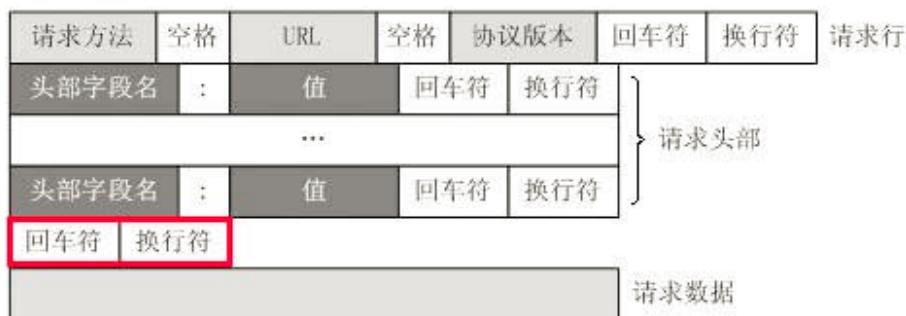 请求方法 空格 URL 空格 协议版本 回车符 换行符 请求行
头部字段名 : 值 回车符 换行符
... 请求头部
头部字段名 : 值 回车符 换行符
回车符 换行符
请求数据